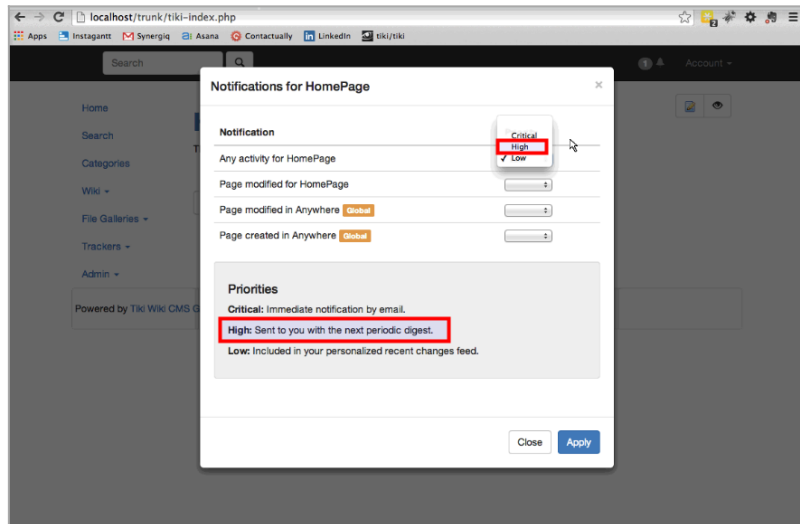 localhost/trunk/tiki-index.php
2
Apps Instagantt Synergiq Asana Contactually LinkedIn tiki/tiki
Search
1 Account
Notifications for HomePage ×
Home
Search
Categories
Wiki
File Galleries
Trackers
Admin
Powered by Tiki Wiki CMS G
Notification
Critical
High
✓ Low
Any activity for HomePage
Page modified for HomePage
Page modified in Anywhere Global
Page created in Anywhere Global
Priorities
Critical: Immediate notification by email.
High: Sent to you with the next periodic digest.
Low: Included in your personalized recent changes feed.
Close Apply